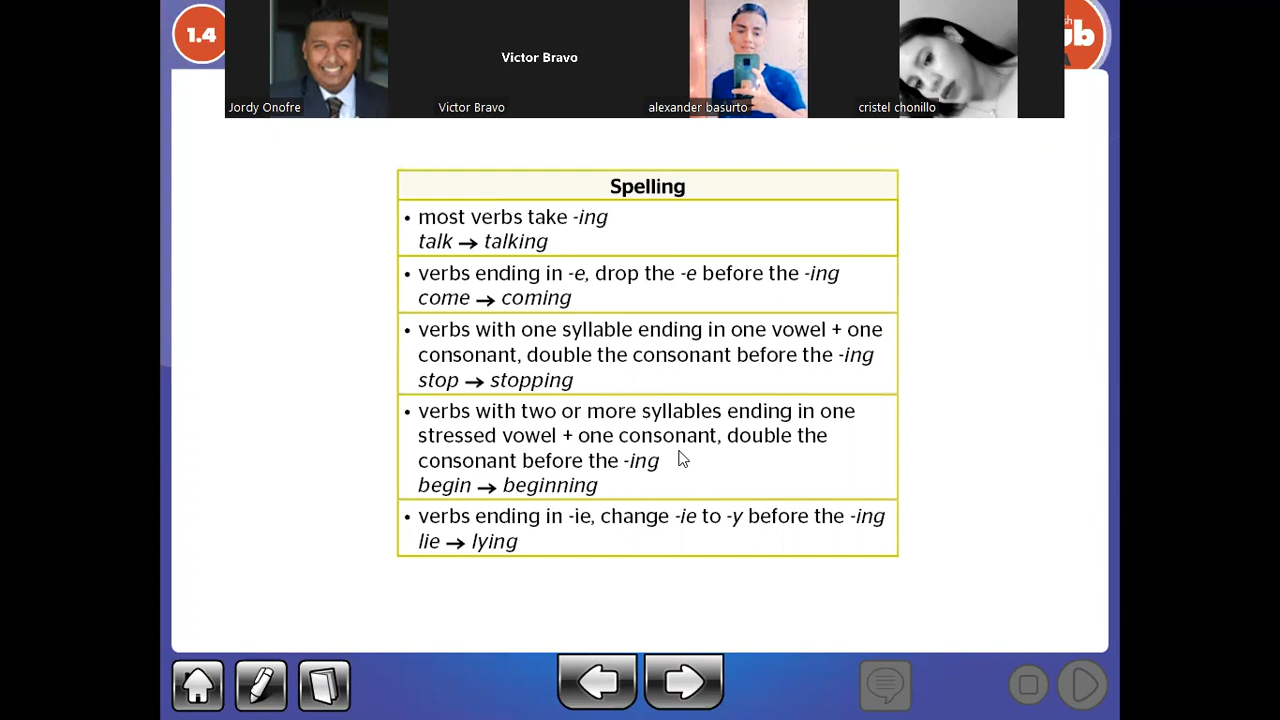 1.4
sh
ub
A
Victor Bravo
Jordy Onofre
Victor Bravo
alexander basurto
cristel chonillo
Spelling
• most verbs take -ing
talk → talking
• verbs ending in -e, drop the -e before the -ing
come → coming
• verbs with one syllable ending in one vowel + one
consonant, double the consonant before the -ing
stop → stopping
• verbs with two or more syllables ending in one
stressed vowel + one consonant, double the
consonant before the -ing
begin → beginning
• verbs ending in -ie, change -ie to -y before the -ing
lie → lying